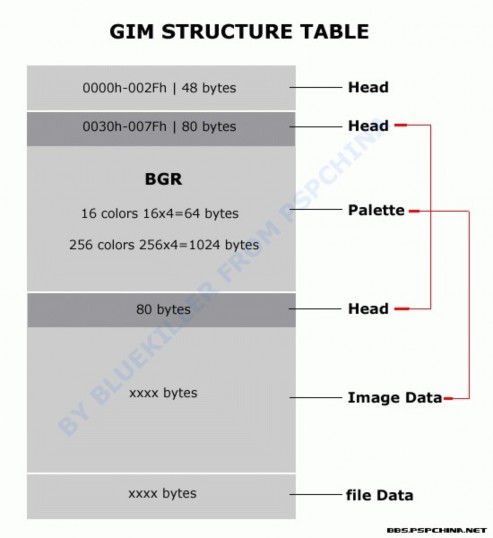 GIM STRUCTURE TABLE
0000h-002Fh | 48 bytes
Head
0030h-007Fh | 80 bytes
Head
BGR
16 colors 16x4=64 bytes
Palette
256 colors 256x4=1024 bytes
80 bytes
Head
xxxx bytes
Image Data
xxxx bytes
file Data
BY BLUEKILLER FROM PSPCHINA
BBS.PSPCHINA.NET